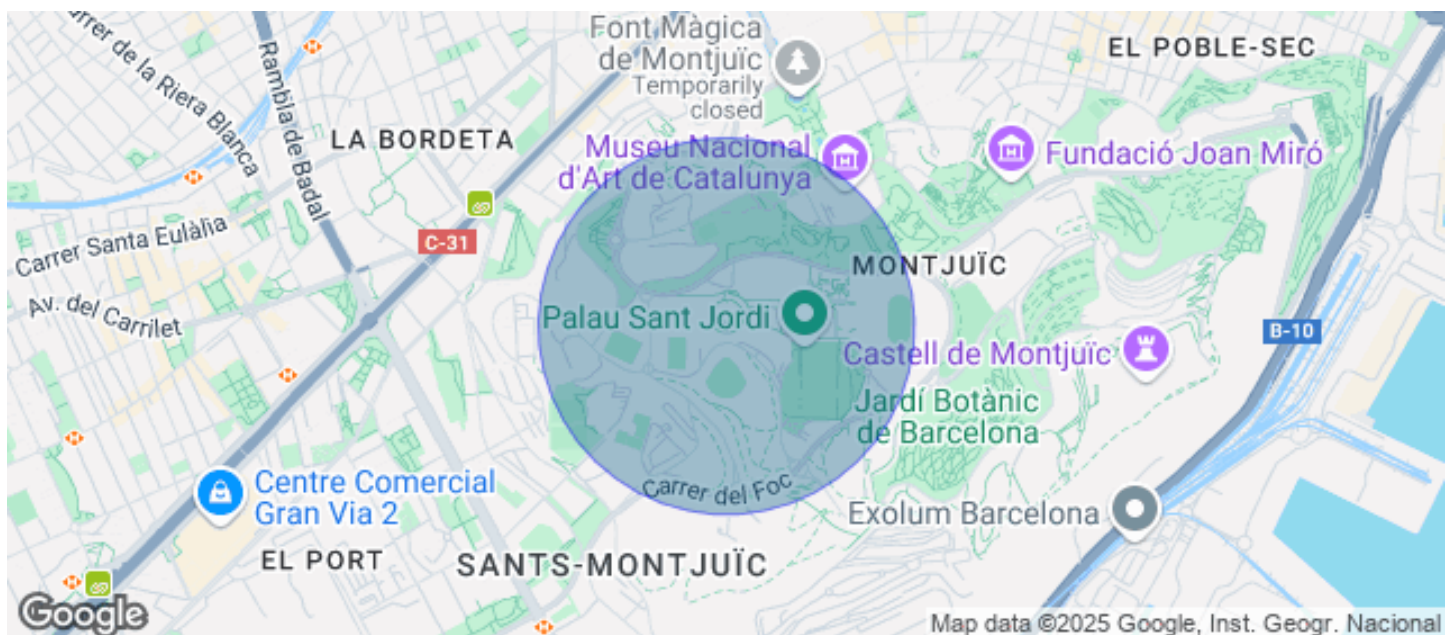 Font Màgica
de Montjuïc
Temporarily
closed
EL POBLE-SEC
Carrer de la Riera Blanca
Rambla de Badal
LA BORDETA
Museu Nacional
d'Art de Catalunya
Fundació Joan Miró
Carrer Santa Eulàlia
C-31
MONTJUÏC
Av. del Carrilet
Palau Sant Jordi
B-10
Castell de Montjuïc
Jardí Botànic
de Barcelona
Centre Comercial
Gran Via 2
Carrer del Foc
Exolum Barcelona
EL PORT
SANTS-MONTJUÏC
Google
Map data ©2025 Google, Inst. Geogr. Nacional